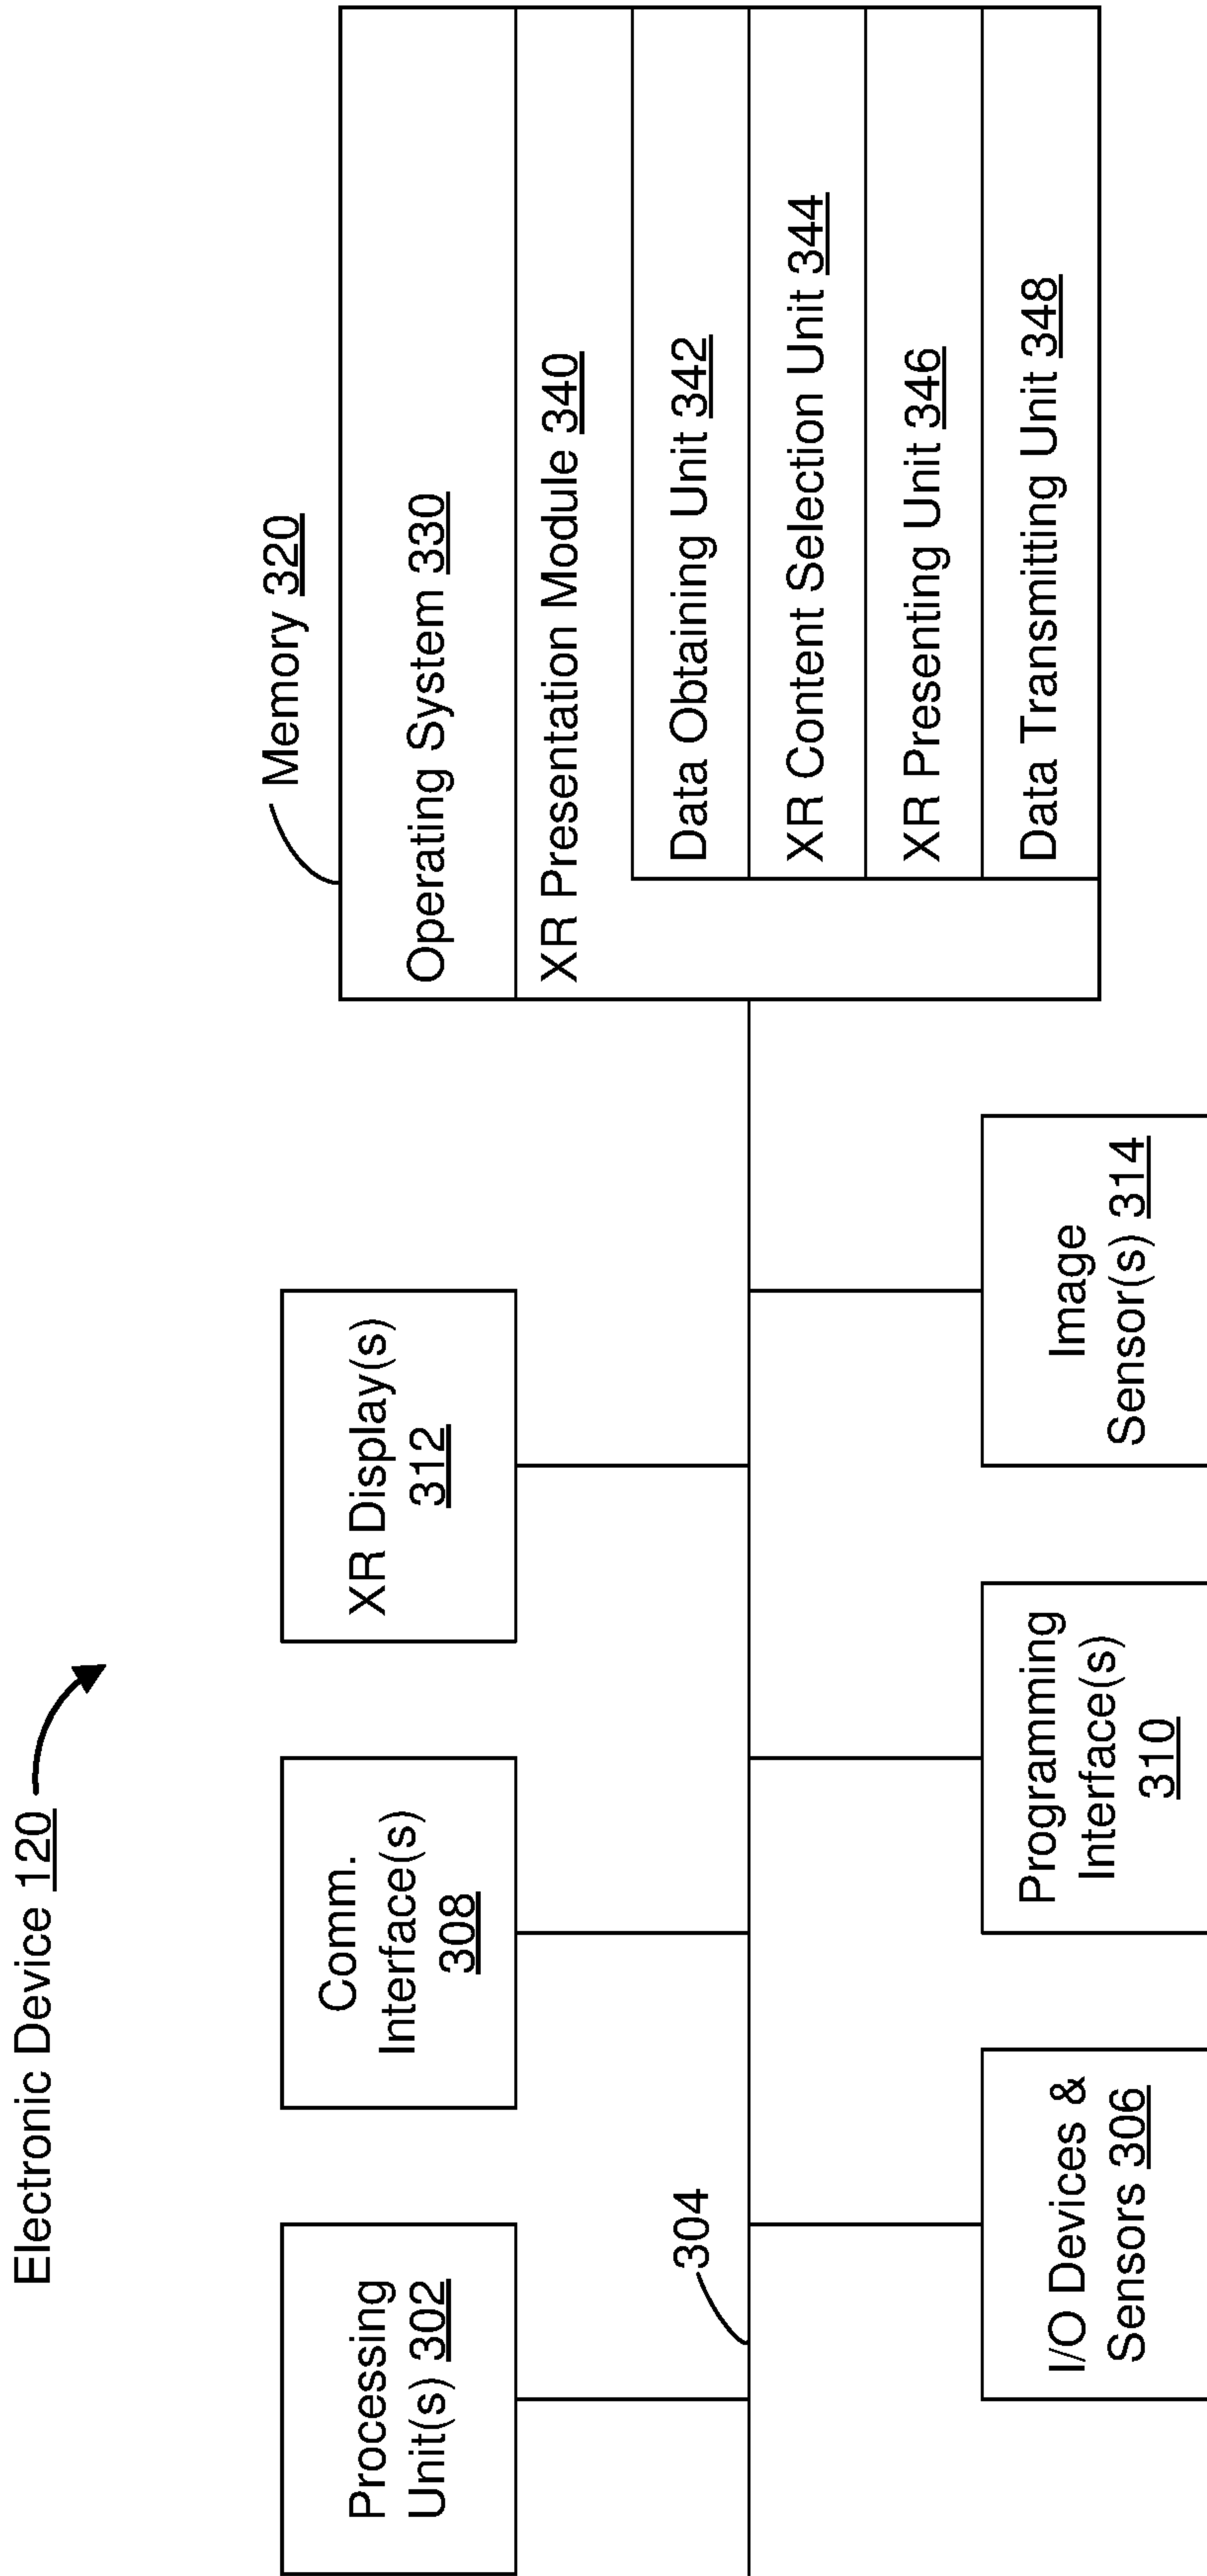 Electronic Device 120
Processing
Unit(s) 302
Comm.
Interface(s)
308
XR Display(s)
312
Memory 320
Operating System 330
XR Presentation Module 340
Data Obtaining Unit 342
XR Content Selection Unit 344
XR Presenting Unit 346
Data Transmitting Unit 348
304
I/O Devices &
Sensors 306
Programming
Interface(s)
310
Image
Sensor(s) 314